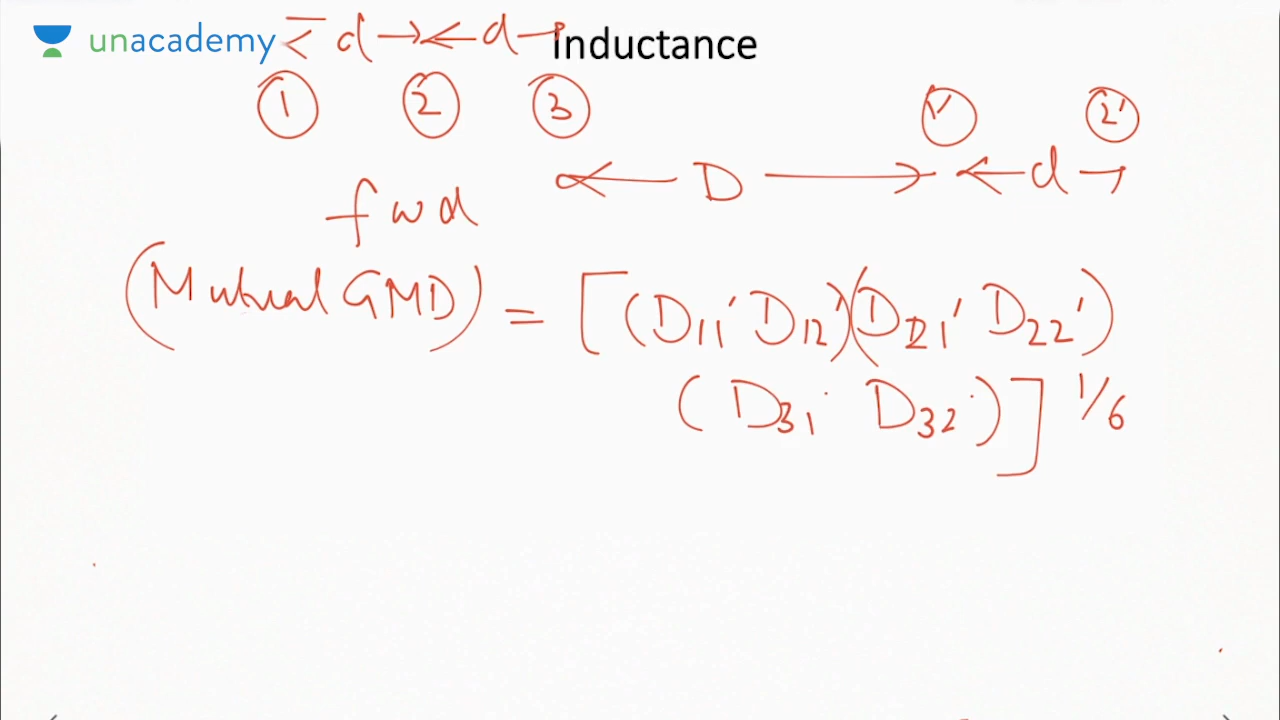 unacademy
Inductance
d d
1 2 3 1' 2'
D d
fwd
(Mutual GMD) = [(D11' D12')(D21' D22')
(D31' D32')]^1/6